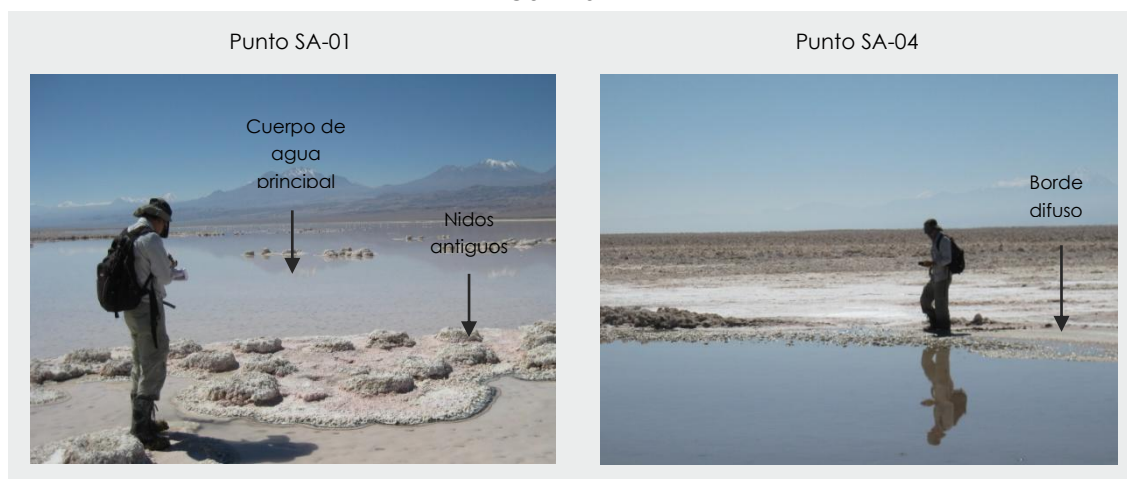 Punto SA-01
Punto SA-04
Cuerpo de
agua
principal
Nidos
antiguos
Borde
difuso